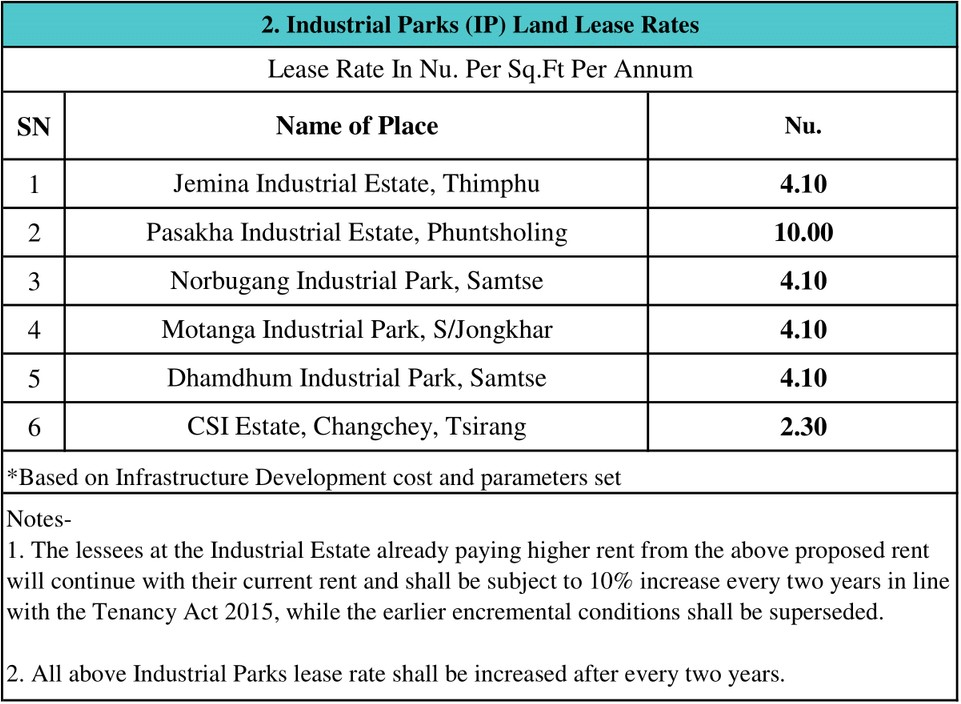 2. Industrial Parks (IP) Land Lease Rates
Lease Rate In Nu. Per Sq.Ft Per Annum
SN Name of Place Nu.
1 Jemina Industrial Estate, Thimphu 4.10
2 Pasakha Industrial Estate, Phuntsholing 10.00
3 Norbugang Industrial Park, Samtse 4.10
4 Motanga Industrial Park, S/Jongkhar 4.10
5 Dhamdhum Industrial Park, Samtse 4.10
6 CSI Estate, Changchey, Tsirang 2.30
*Based on Infrastructure Development cost and parameters set
Notes-
1. The lessees at the Industrial Estate already paying higher rent from the above proposed rent
will continue with their current rent and shall be subject to 10% increase every two years in line
with the Tenancy Act 2015, while the earlier encremental conditions shall be superseded.
2. All above Industrial Parks lease rate shall be increased after every two years.